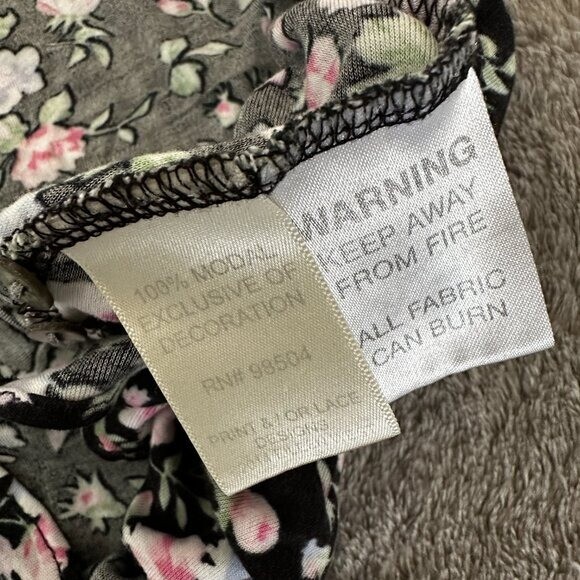 100% MODAL
EXCLUSIVE OF
DECORATION
RN# 98504
PRINT & / OR LACE
DESIGNS
WARNING
KEEP AWAY
FROM FIRE
ALL FABRIC
CAN BURN